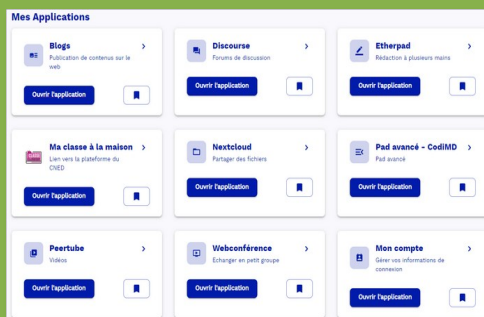 Mes Applications
Blogs
Publication de contenus sur le
web
Ouvrir l'application
Discourse
Forums de discussion
Ouvrir l'application
Etherpad
Rédaction à plusieurs mains
Ouvrir l'application
Ma classe à la maison
Lien vers la plateforme du
CNED
Ouvrir l'application
Nextcloud
Partager des fichiers
Ouvrir l'application
Pad avancé - CodiMD
Pad avancé
Ouvrir l'application
Peertube
Vidéos
Ouvrir l'application
Webconférence
Echanger en petit groupe
Ouvrir l'application
Mon compte
Gérer vos informations de
connexion
Ouvrir l'application